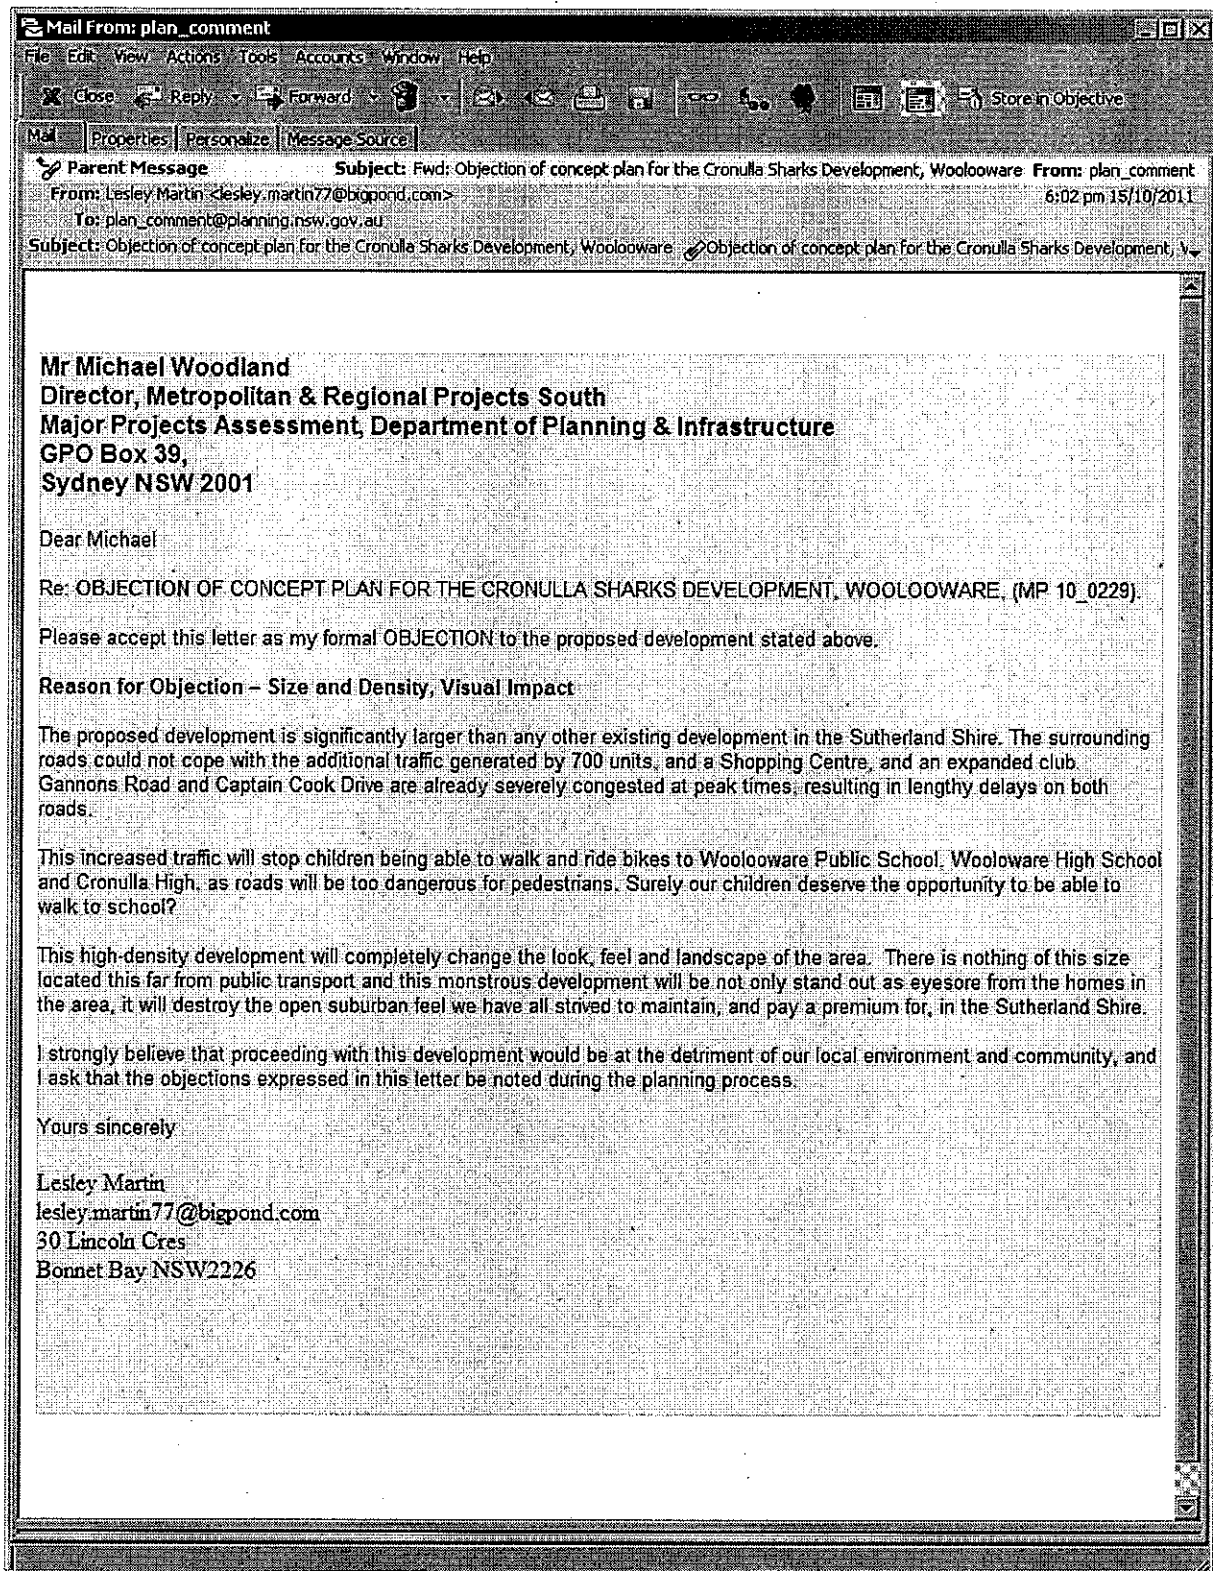 Mail From: plan_comment
File Edit View Actions Tools Accounts Window Help
Close Reply Forward Store in Objective
Mail Properties Personalize Message Source
Parent Message Subject: Fwd: Objection of concept plan for the Cronulla Sharks Development, Woolooware From: plan_comment
From: Lesley Martin <lesley.martin77@bigpond.com> 6:02 pm 15/10/2011
To: plan_comment@planning.nsw.gov.au
Subject: Objection of concept plan for the Cronulla Sharks Development, Woolooware Objection of concept plan for the Cronulla Sharks Development, V
Mr Michael Woodland
Director, Metropolitan & Regional Projects South
Major Projects Assessment, Department of Planning & Infrastructure
GPO Box 39,
Sydney NSW 2001
Dear Michael
Re: OBJECTION OF CONCEPT PLAN FOR THE CRONULLA SHARKS DEVELOPMENT, WOOLOOWARE, (MP 10_0229).
Please accept this letter as my formal OBJECTION to the proposed development stated above.
Reason for Objection – Size and Density, Visual Impact
The proposed development is significantly larger than any other existing development in the Sutherland Shire. The surrounding
roads could not cope with the additional traffic generated by 700 units, and a Shopping Centre, and an expanded club.
Gannons Road and Captain Cook Drive are already severely congested at peak times, resulting in lengthy delays on both
roads.
This increased traffic will stop children being able to walk and ride bikes to Woolooware Public School, Wooloware High School
and Cronulla High, as roads will be too dangerous for pedestrians. Surely our children deserve the opportunity to be able to
walk to school?
This high-density development will completely change the look, feel and landscape of the area. There is nothing of this size
located this far from public transport and this monstrous development will be not only stand out as eyesore from the homes in
the area, it will destroy the open suburban feel we have all strived to maintain, and pay a premium for, in the Sutherland Shire.
I strongly believe that proceeding with this development would be at the detriment of our local environment and community, and
I ask that the objections expressed in this letter be noted during the planning process.
Yours sincerely
Lesley Martin
lesley.martin77@bigpond.com
30 Lincoln Cres
Bonnet Bay NSW2226